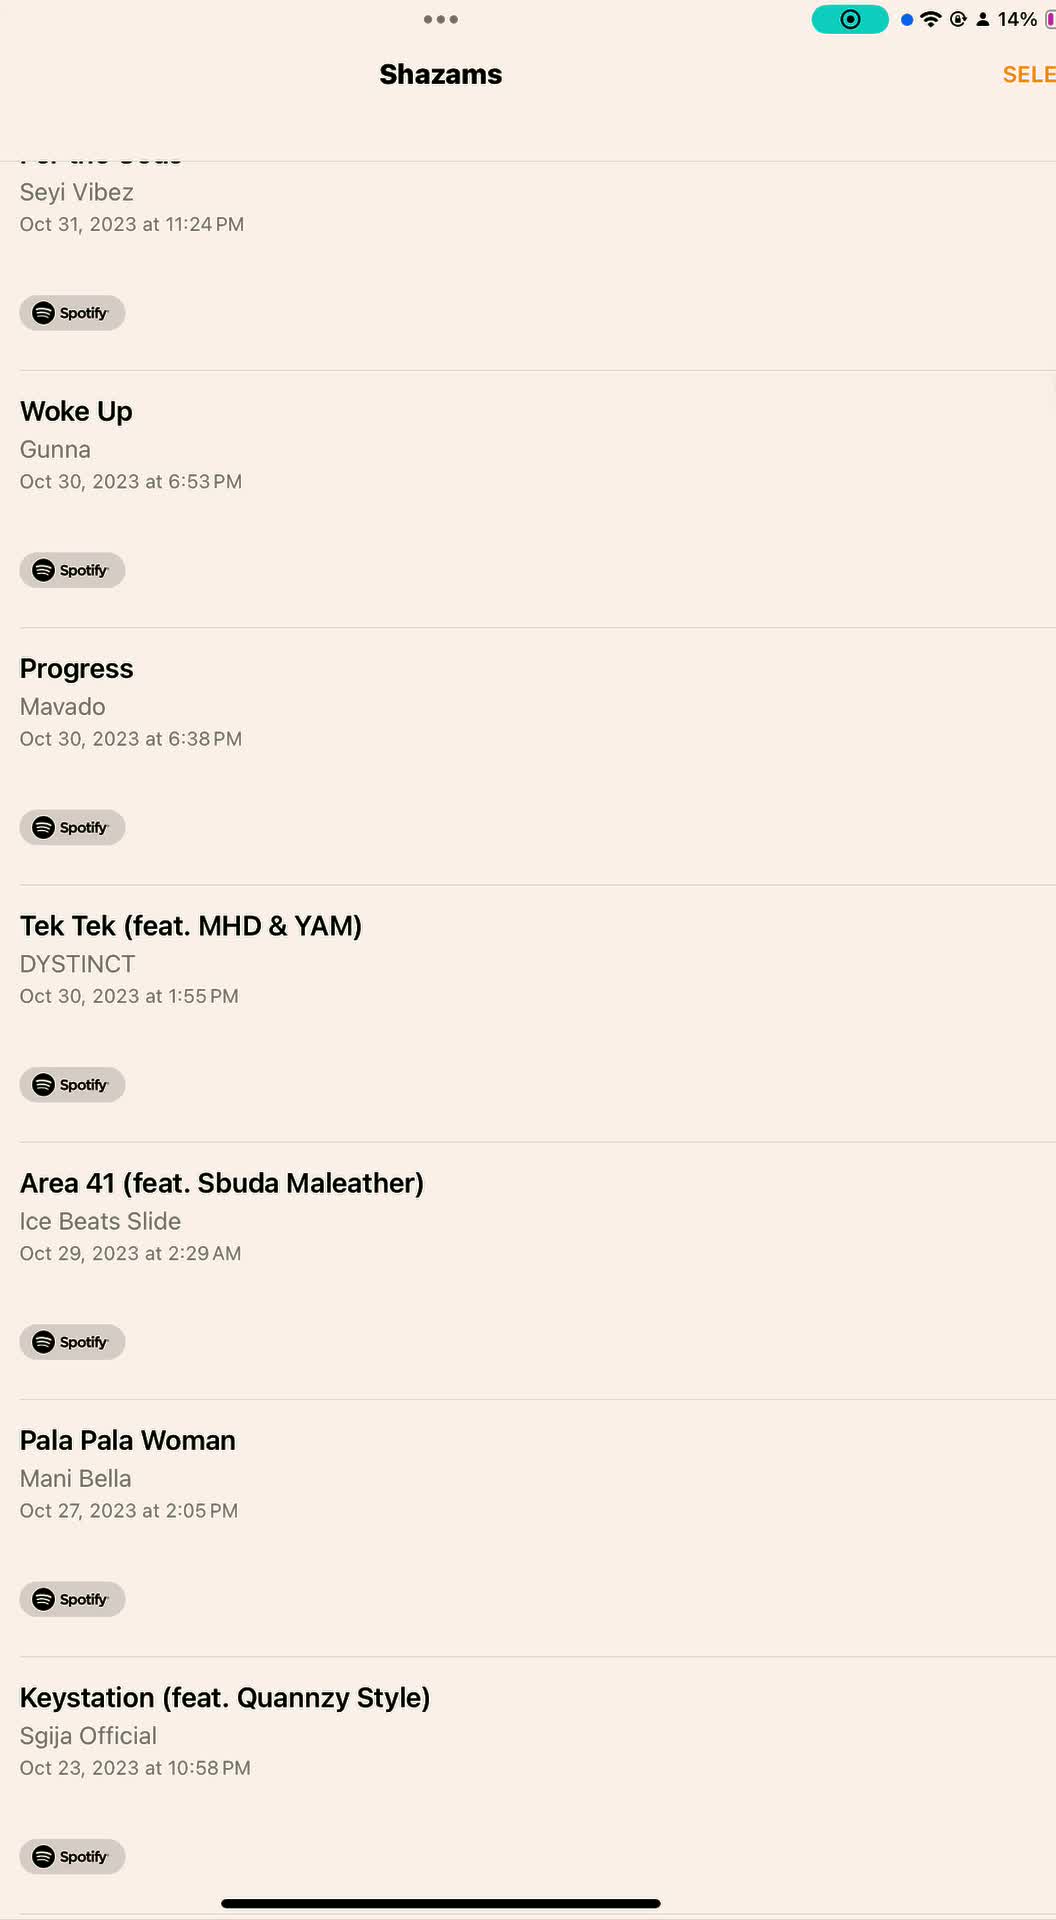 14%
Shazams
Seyi Vibez
Oct 31, 2023 at 11:24 PM
Spotify
Woke Up
Gunna
Oct 30, 2023 at 6:53 PM
Spotify
Progress
Mavado
Oct 30, 2023 at 6:38 PM
Spotify
Tek Tek (feat. MHD & YAM)
DYSTINCT
Oct 30, 2023 at 1:55 PM
Spotify
Area 41 (feat. Sbuda Maleather)
Ice Beats Slide
Oct 29, 2023 at 2:29 AM
Spotify
Pala Pala Woman
Mani Bella
Oct 27, 2023 at 2:05 PM
Spotify
Keystation (feat. Quannzy Style)
Sgija Official
Oct 23, 2023 at 10:58 PM
Spotify